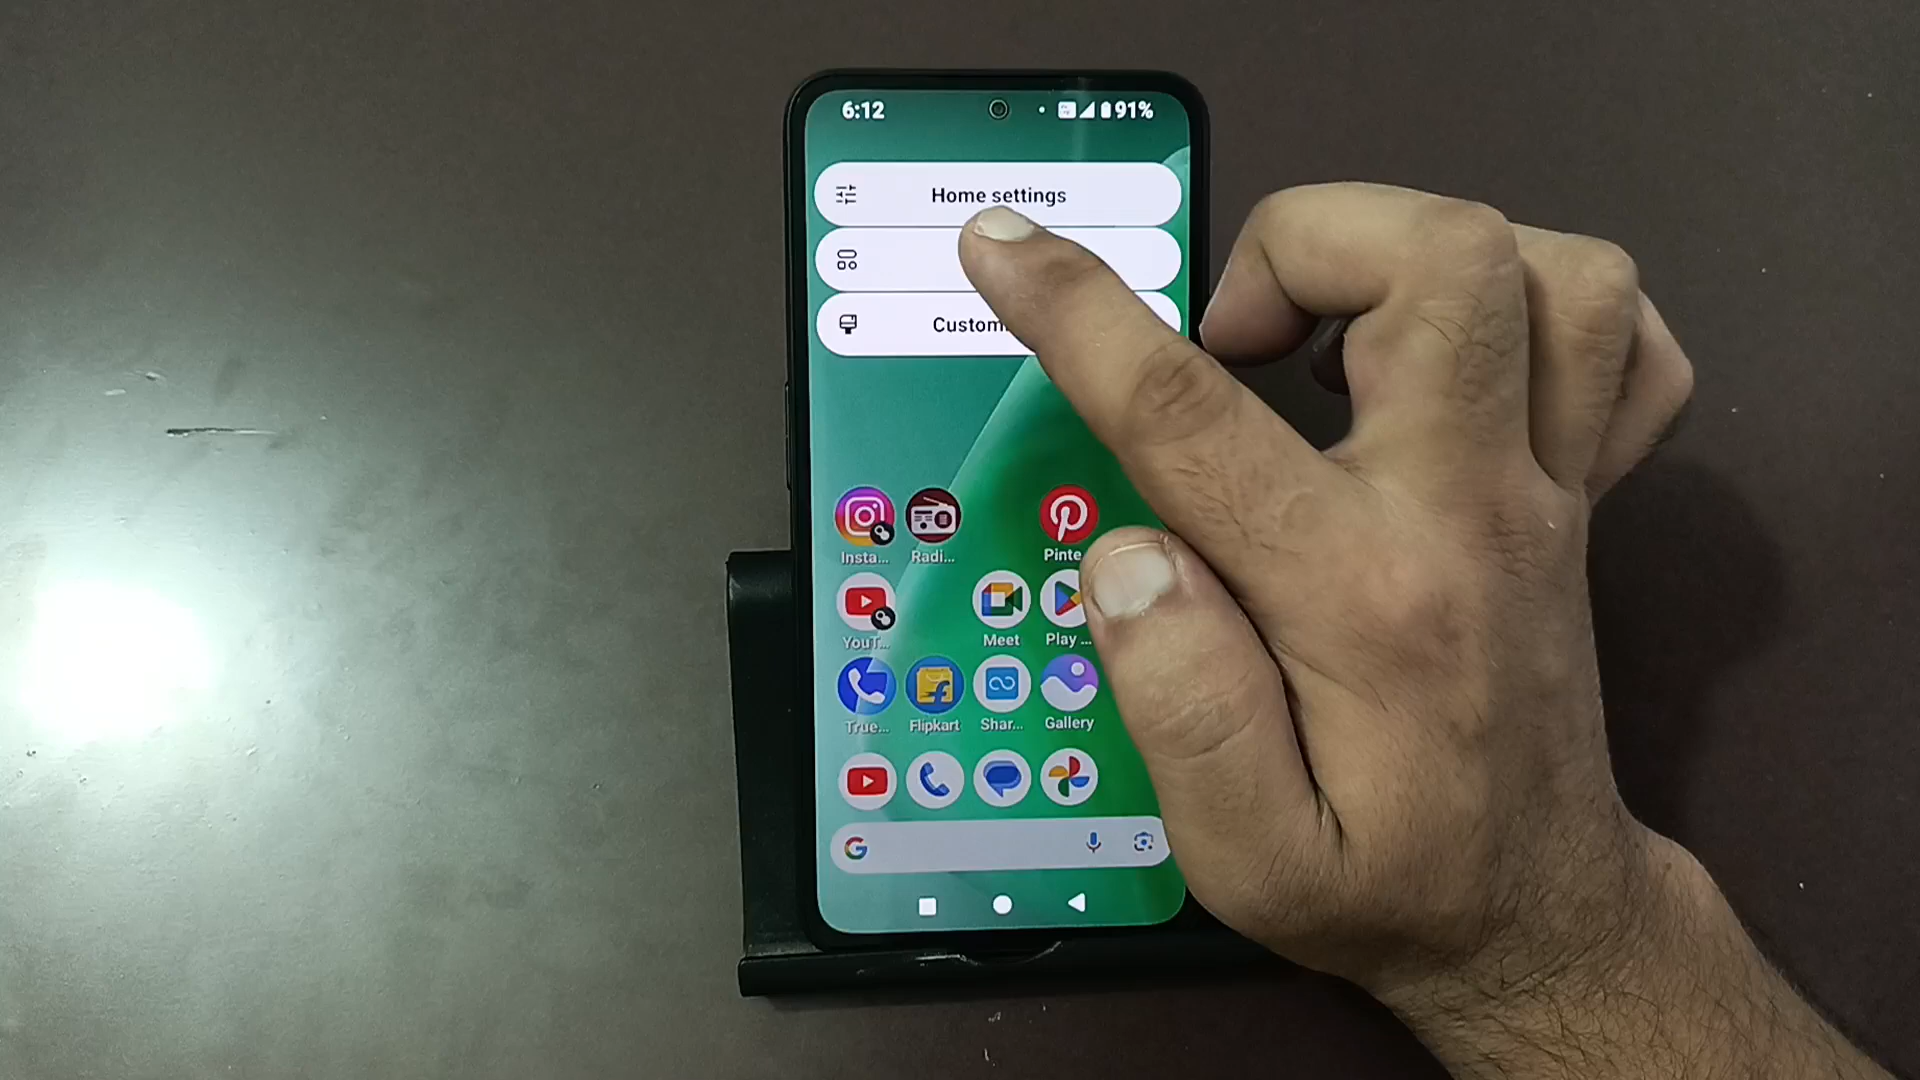 6:12 91%
Home settings
Custom
Insta... Radi... Pinte
YouT... Meet Play ...
True... Flipkart Shar... Gallery